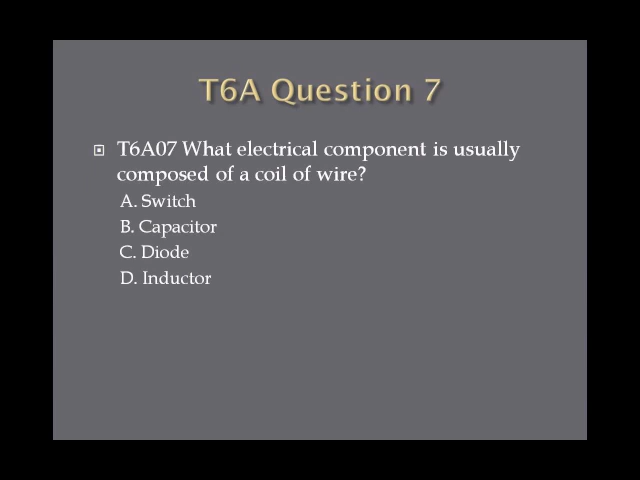 T6A Question 7
T6A07 What electrical component is usually
composed of a coil of wire?
A. Switch
B. Capacitor
C. Diode
D. Inductor